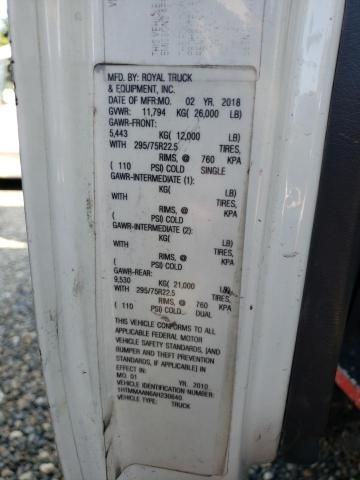 MFD. BY: ROYAL TRUCK
& EQUIPMENT, INC.
DATE OF MFR:MO. 02 YR. 2018
GVWR: 11,794 KG( 26,000 LB)
GAWR-FRONT:
5,443 KG( 12,000 LB)
WITH 295/75R22.5 TIRES,
RIMS, @ 760 KPA
( 110 PSI) COLD SINGLE
GAWR-INTERMEDIATE (1):
KG( LB)
WITH TIRES,
RIMS, @ KPA
( PSI) COLD
GAWR-INTERMEDIATE (2):
KG( LB)
WITH TIRES,
RIMS, @ KPA
( PSI) COLD
GAWR-REAR:
9,530 KG( 21,000 LB)
WITH 295/75R22.5 TIRES,
RIMS, @ 760 KPA
( 110 PSI) COLD DUAL
THIS VEHICLE CONFORMS TO ALL
APPLICABLE FEDERAL MOTOR
VEHICLE SAFETY STANDARDS, [AND
BUMPER AND THEFT PREVENTION
STANDARDS, IF APPLICABLE] IN
EFFECT IN:
MO. 01 YR. 2010
VEHICLE IDENTIFICATION NUMBER:
1HTMMAAN6AH230640
VEHICLE TYPE: TRUCK